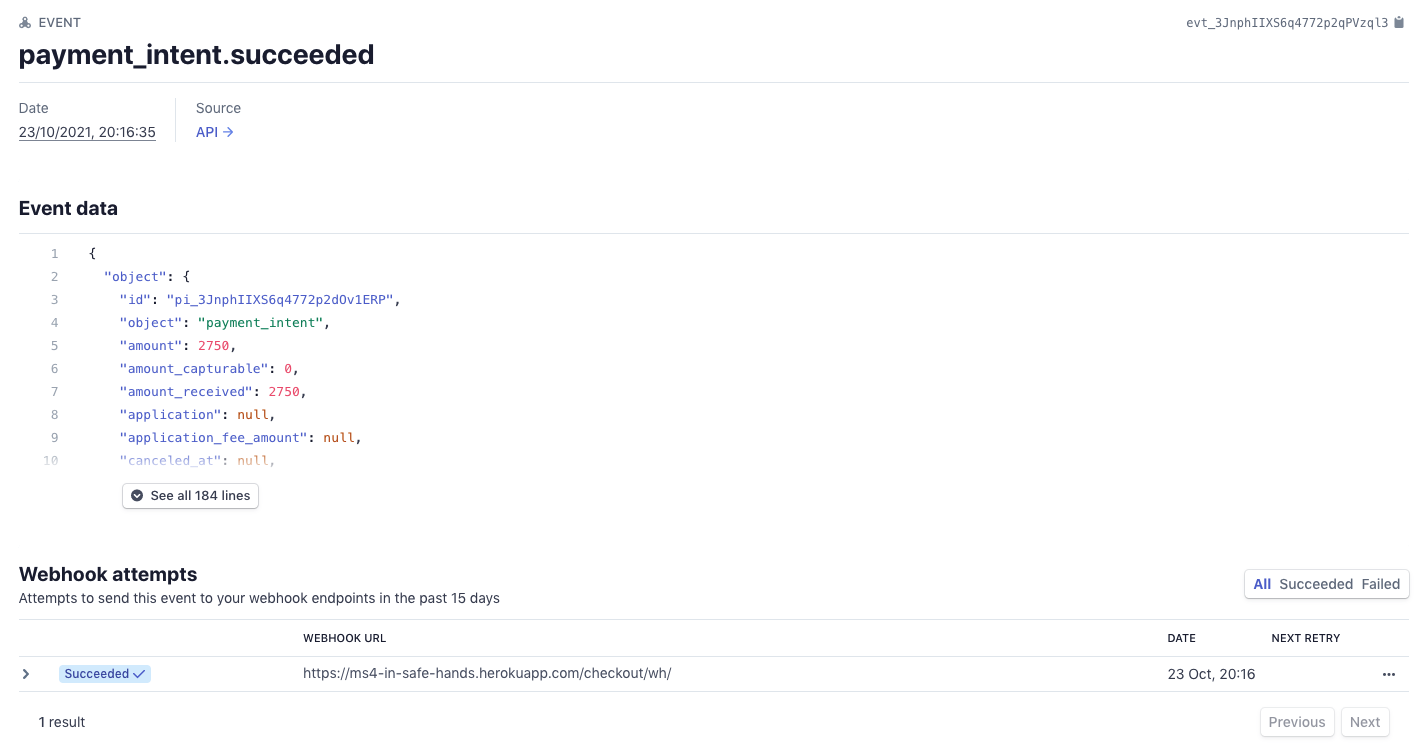 EVENT
evt_3JnphIIXS6q4772p2qPVzql3
payment_intent.succeeded
Date
Source
23/10/2021, 20:16:35
API →
Event data
1 {
2 "object": {
3 "id": "pi_3JnphIIXS6q4772p2dOv1ERP",
4 "object": "payment_intent",
5 "amount": 2750,
6 "amount_capturable": 0,
7 "amount_received": 2750,
8 "application": null,
9 "application_fee_amount": null,
10 "canceled_at": null,
See all 184 lines
Webhook attempts
Attempts to send this event to your webhook endpoints in the past 15 days
All Succeeded Failed
WEBHOOK URL DATE NEXT RETRY
Succeeded ✓ https://ms4-in-safe-hands.herokuapp.com/checkout/wh/ 23 Oct, 20:16
1 result
Previous Next